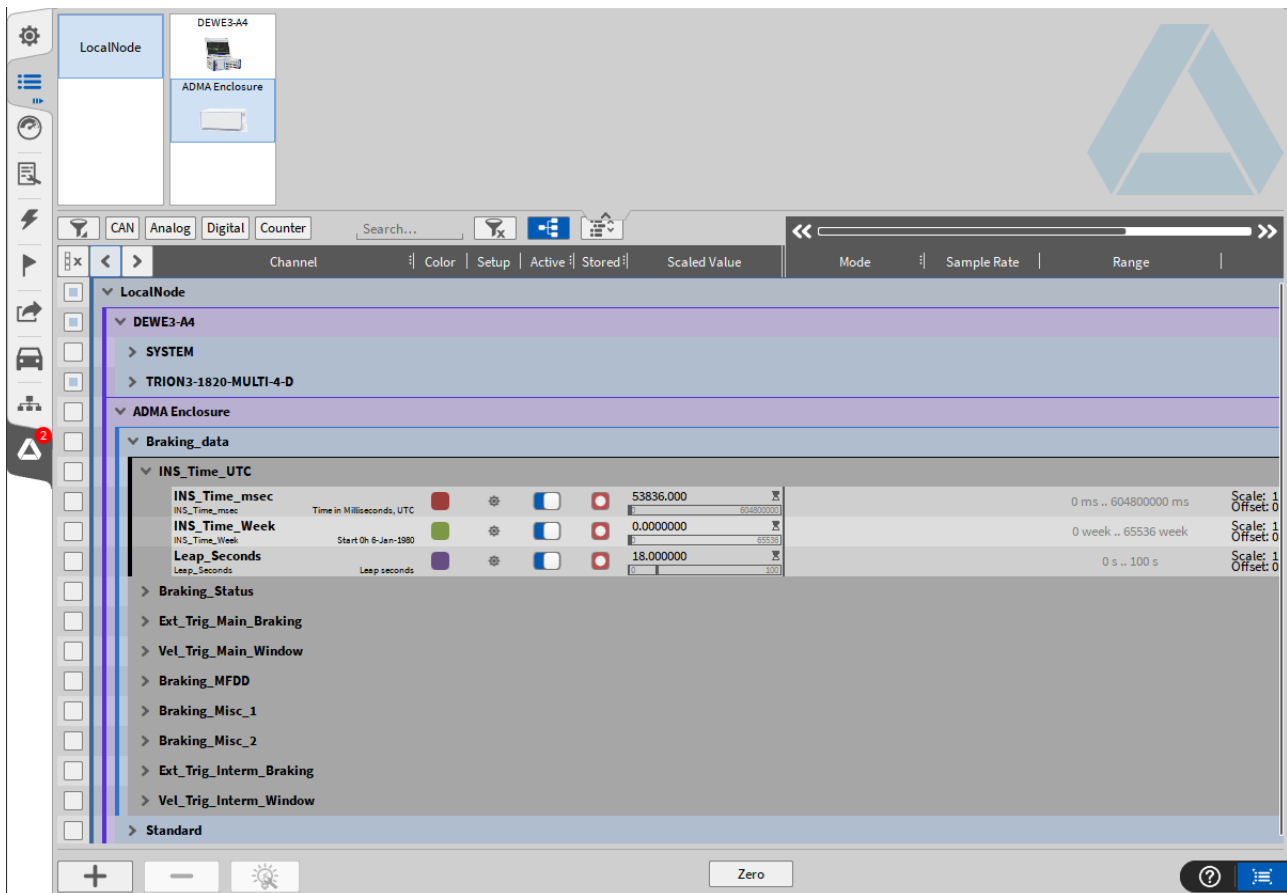 DEWE3-A4
LocalNode
ADMA Enclosure
CAN Analog Digital Counter Search...
Channel Color Setup Active Stored Scaled Value Mode Sample Rate Range
LocalNode
DEWE3-A4
SYSTEM
TRION3-1820-MULTI-4-D
ADMA Enclosure
2
Braking_data
INS_Time_UTC
INS_Time_msec 53836.000 0 ms .. 604800000 ms Scale: 1
INS_Time_msec Time in Milliseconds, UTC 0 604800000 Offset: 0
INS_Time_Week 0.0000000 0 week .. 65536 week Scale: 1
INS_Time_Week Start 0h 6-Jan-1980 0 65536 Offset: 0
Leap_Seconds 18.000000 0 s .. 100 s Scale: 1
Leap_Seconds Leap seconds 0 100 Offset: 0
Braking_Status
Ext_Trig_Main_Braking
Vel_Trig_Main_Window
Braking_MFDD
Braking_Misc_1
Braking_Misc_2
Ext_Trig_Interm_Braking
Vel_Trig_Interm_Window
Standard
Zero